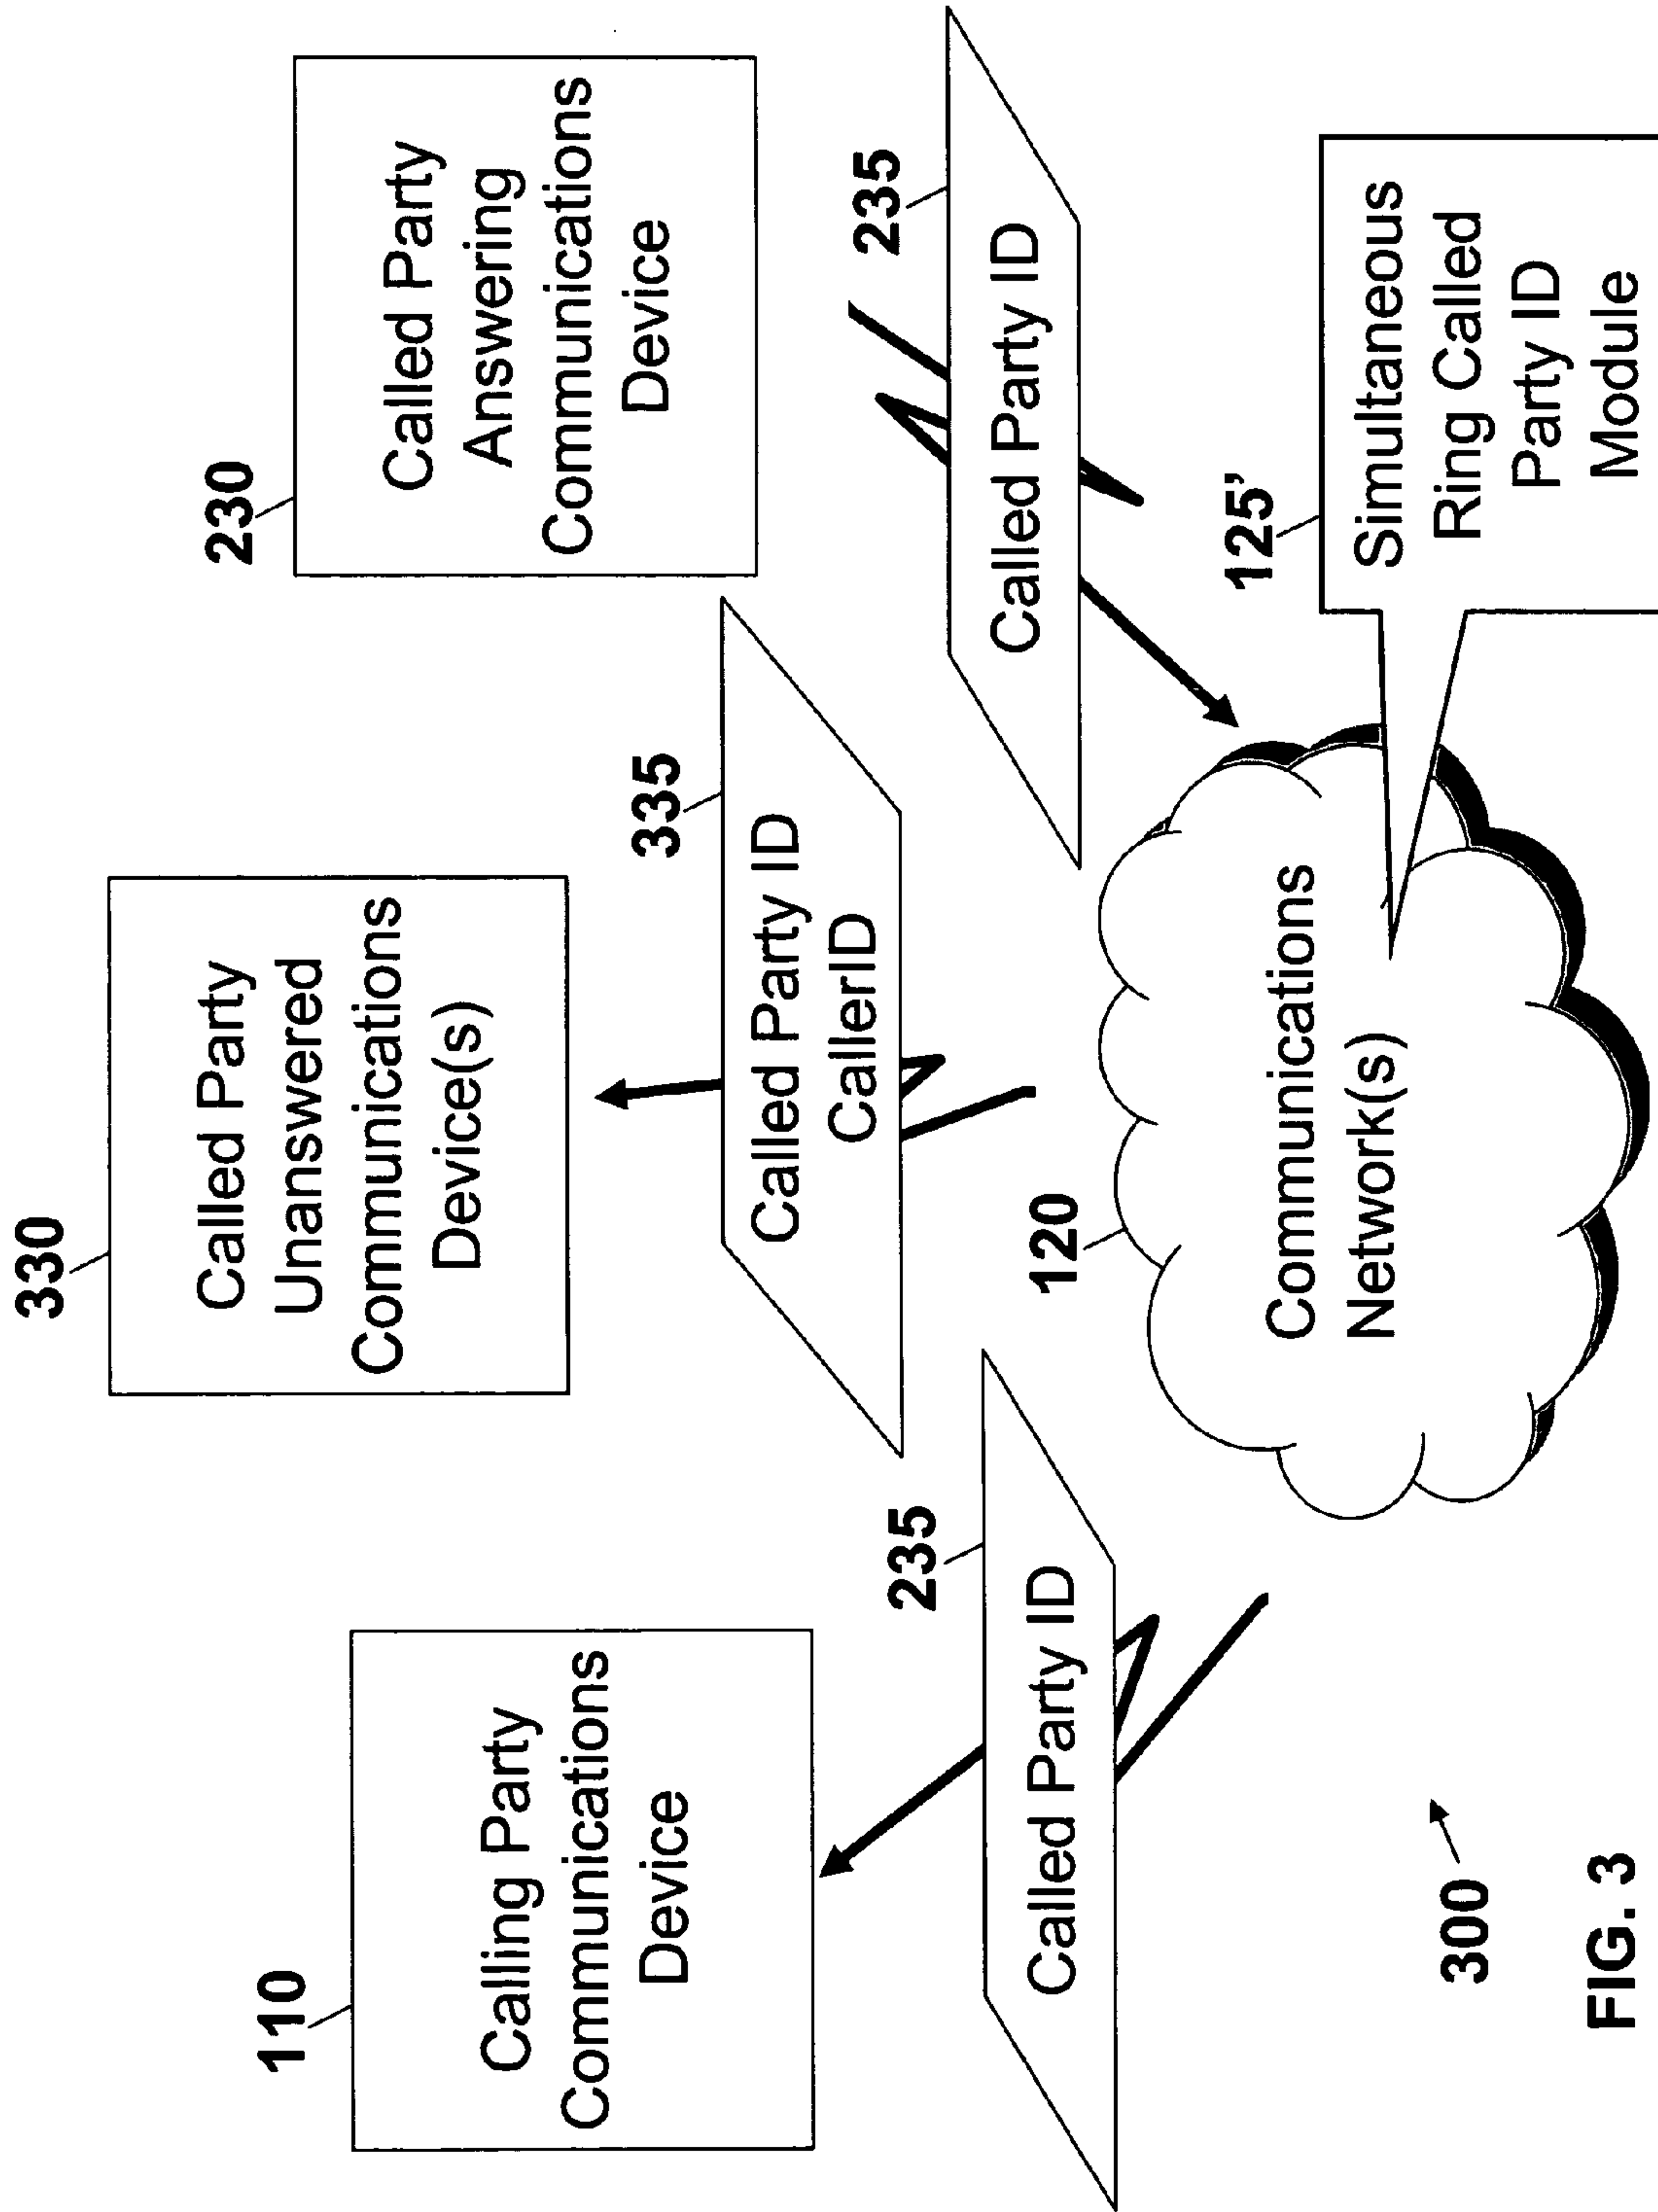 330
Called Party
Unanswered
Communications
Device(s)
230
Called Party
Answering
Communications
Device
110
Calling Party
Communications
Device
335
Called Party ID
CallerID
235
Called Party ID
235
Called Party ID
120
Communications
Network(s)
125'
Simultaneous
Ring Called
Party ID
Module
300
FIG. 3